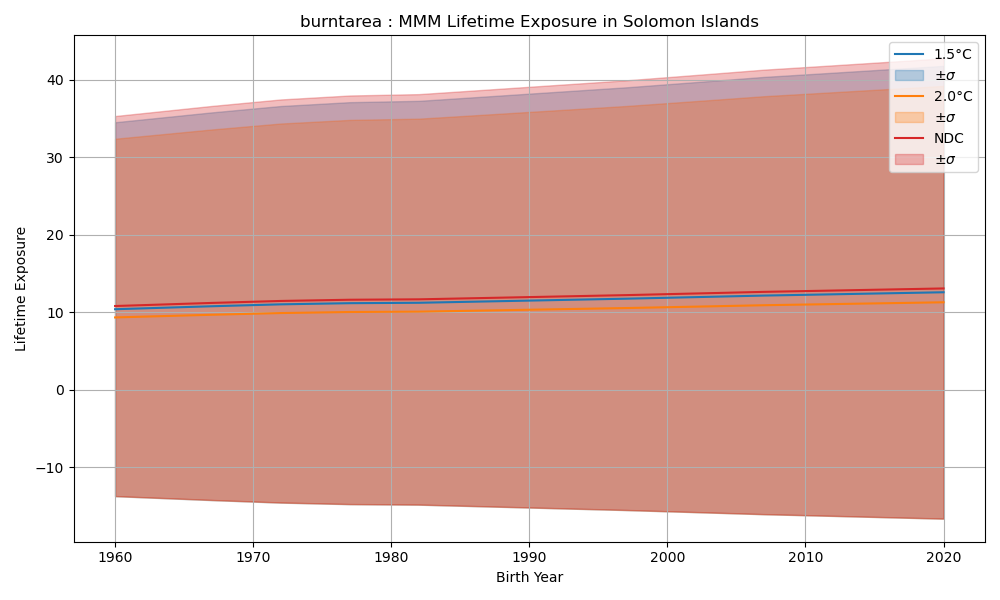 burntarea : MMM Lifetime Exposure in Solomon Islands
1.5°C
±σ
2.0°C
±σ
NDC
±σ
40
30
20
10
0
−10
Lifetime Exposure
1960 1970 1980 1990 2000 2010 2020
Birth Year